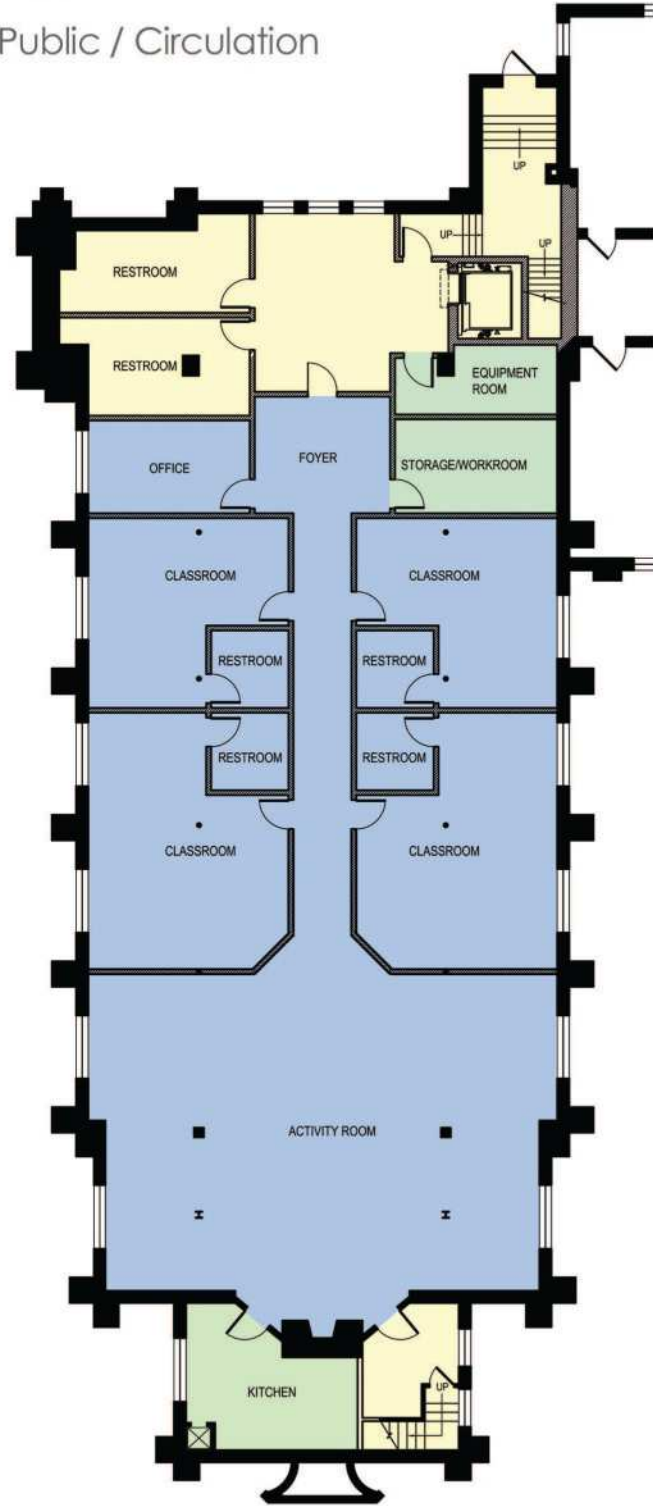 Public / Circulation
UP
UP
UP
RESTROOM
RESTROOM
EQUIPMENT
ROOM
OFFICE
FOYER
STORAGE/WORKROOM
CLASSROOM
CLASSROOM
RESTROOM
RESTROOM
RESTROOM
RESTROOM
CLASSROOM
CLASSROOM
ACTIVITY ROOM
KITCHEN
UP